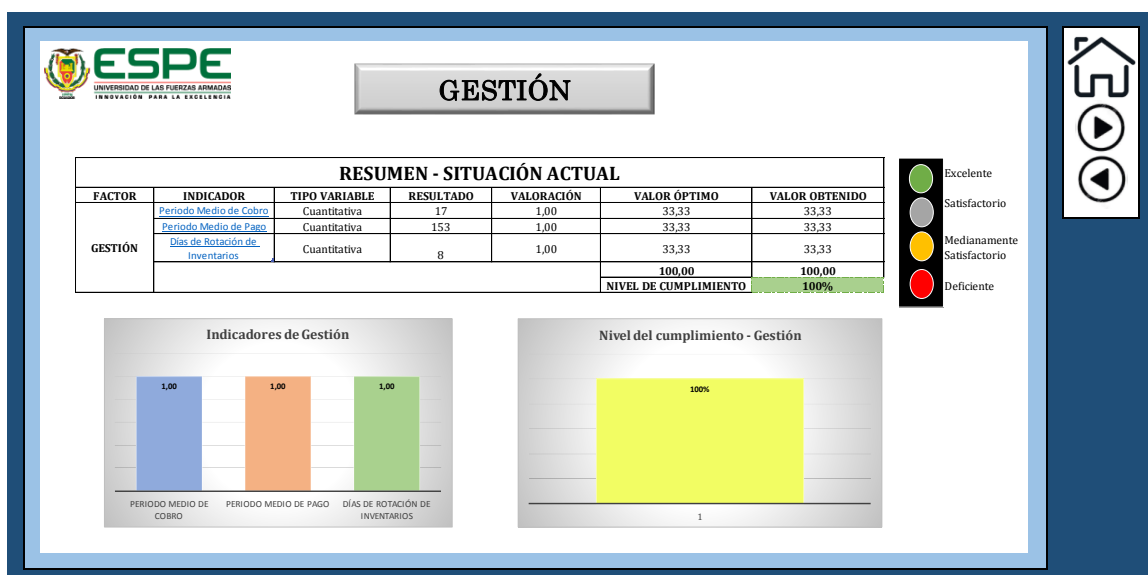 ESPE
UNIVERSIDAD DE LAS FUERZAS ARMADAS
INNOVACIÓN PARA LA EXCELENCIA
GESTIÓN
RESUMEN - SITUACIÓN ACTUAL
FACTOR INDICADOR TIPO VARIABLE RESULTADO VALORACIÓN VALOR ÓPTIMO VALOR OBTENIDO
GESTIÓN
Periodo Medio de Cobro Cuantitativa 17 1,00 33,33 33,33
Periodo Medio de Pago Cuantitativa 153 1,00 33,33 33,33
Días de Rotación de
Inventarios Cuantitativa 8 1,00 33,33 33,33
100,00 100,00
NIVEL DE CUMPLIMIENTO 100%
Excelente
Satisfactorio
Medianamente
Satisfactorio
Deficiente
Indicadores de Gestión
1,00 1,00 1,00
PERIODO MEDIO DE
COBRO
PERIODO MEDIO DE PAGO
DÍAS DE ROTACIÓN DE
INVENTARIOS
Nivel del cumplimiento - Gestión
100%
1